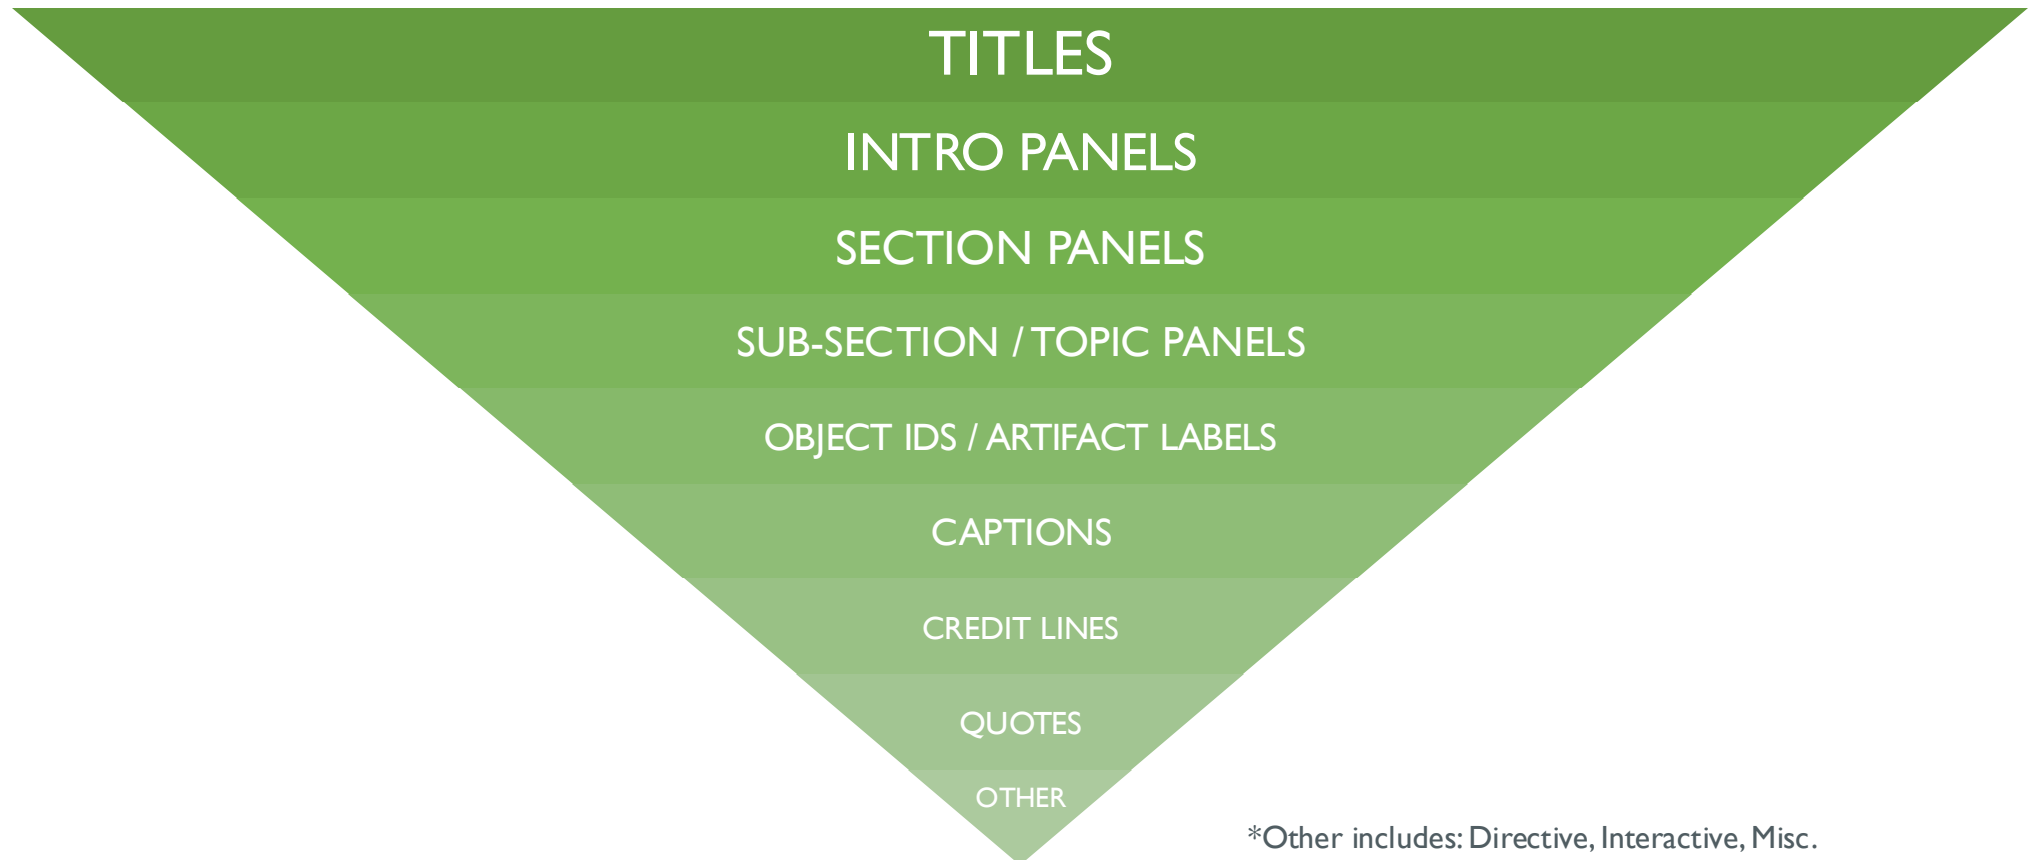 TITLES
INTRO PANELS
SECTION PANELS
SUB-SECTION / TOPIC PANELS
OBJECT IDS / ARTIFACT LABELS
CAPTIONS
CREDIT LINES
QUOTES
OTHER
*Other includes: Directive, Interactive, Misc.